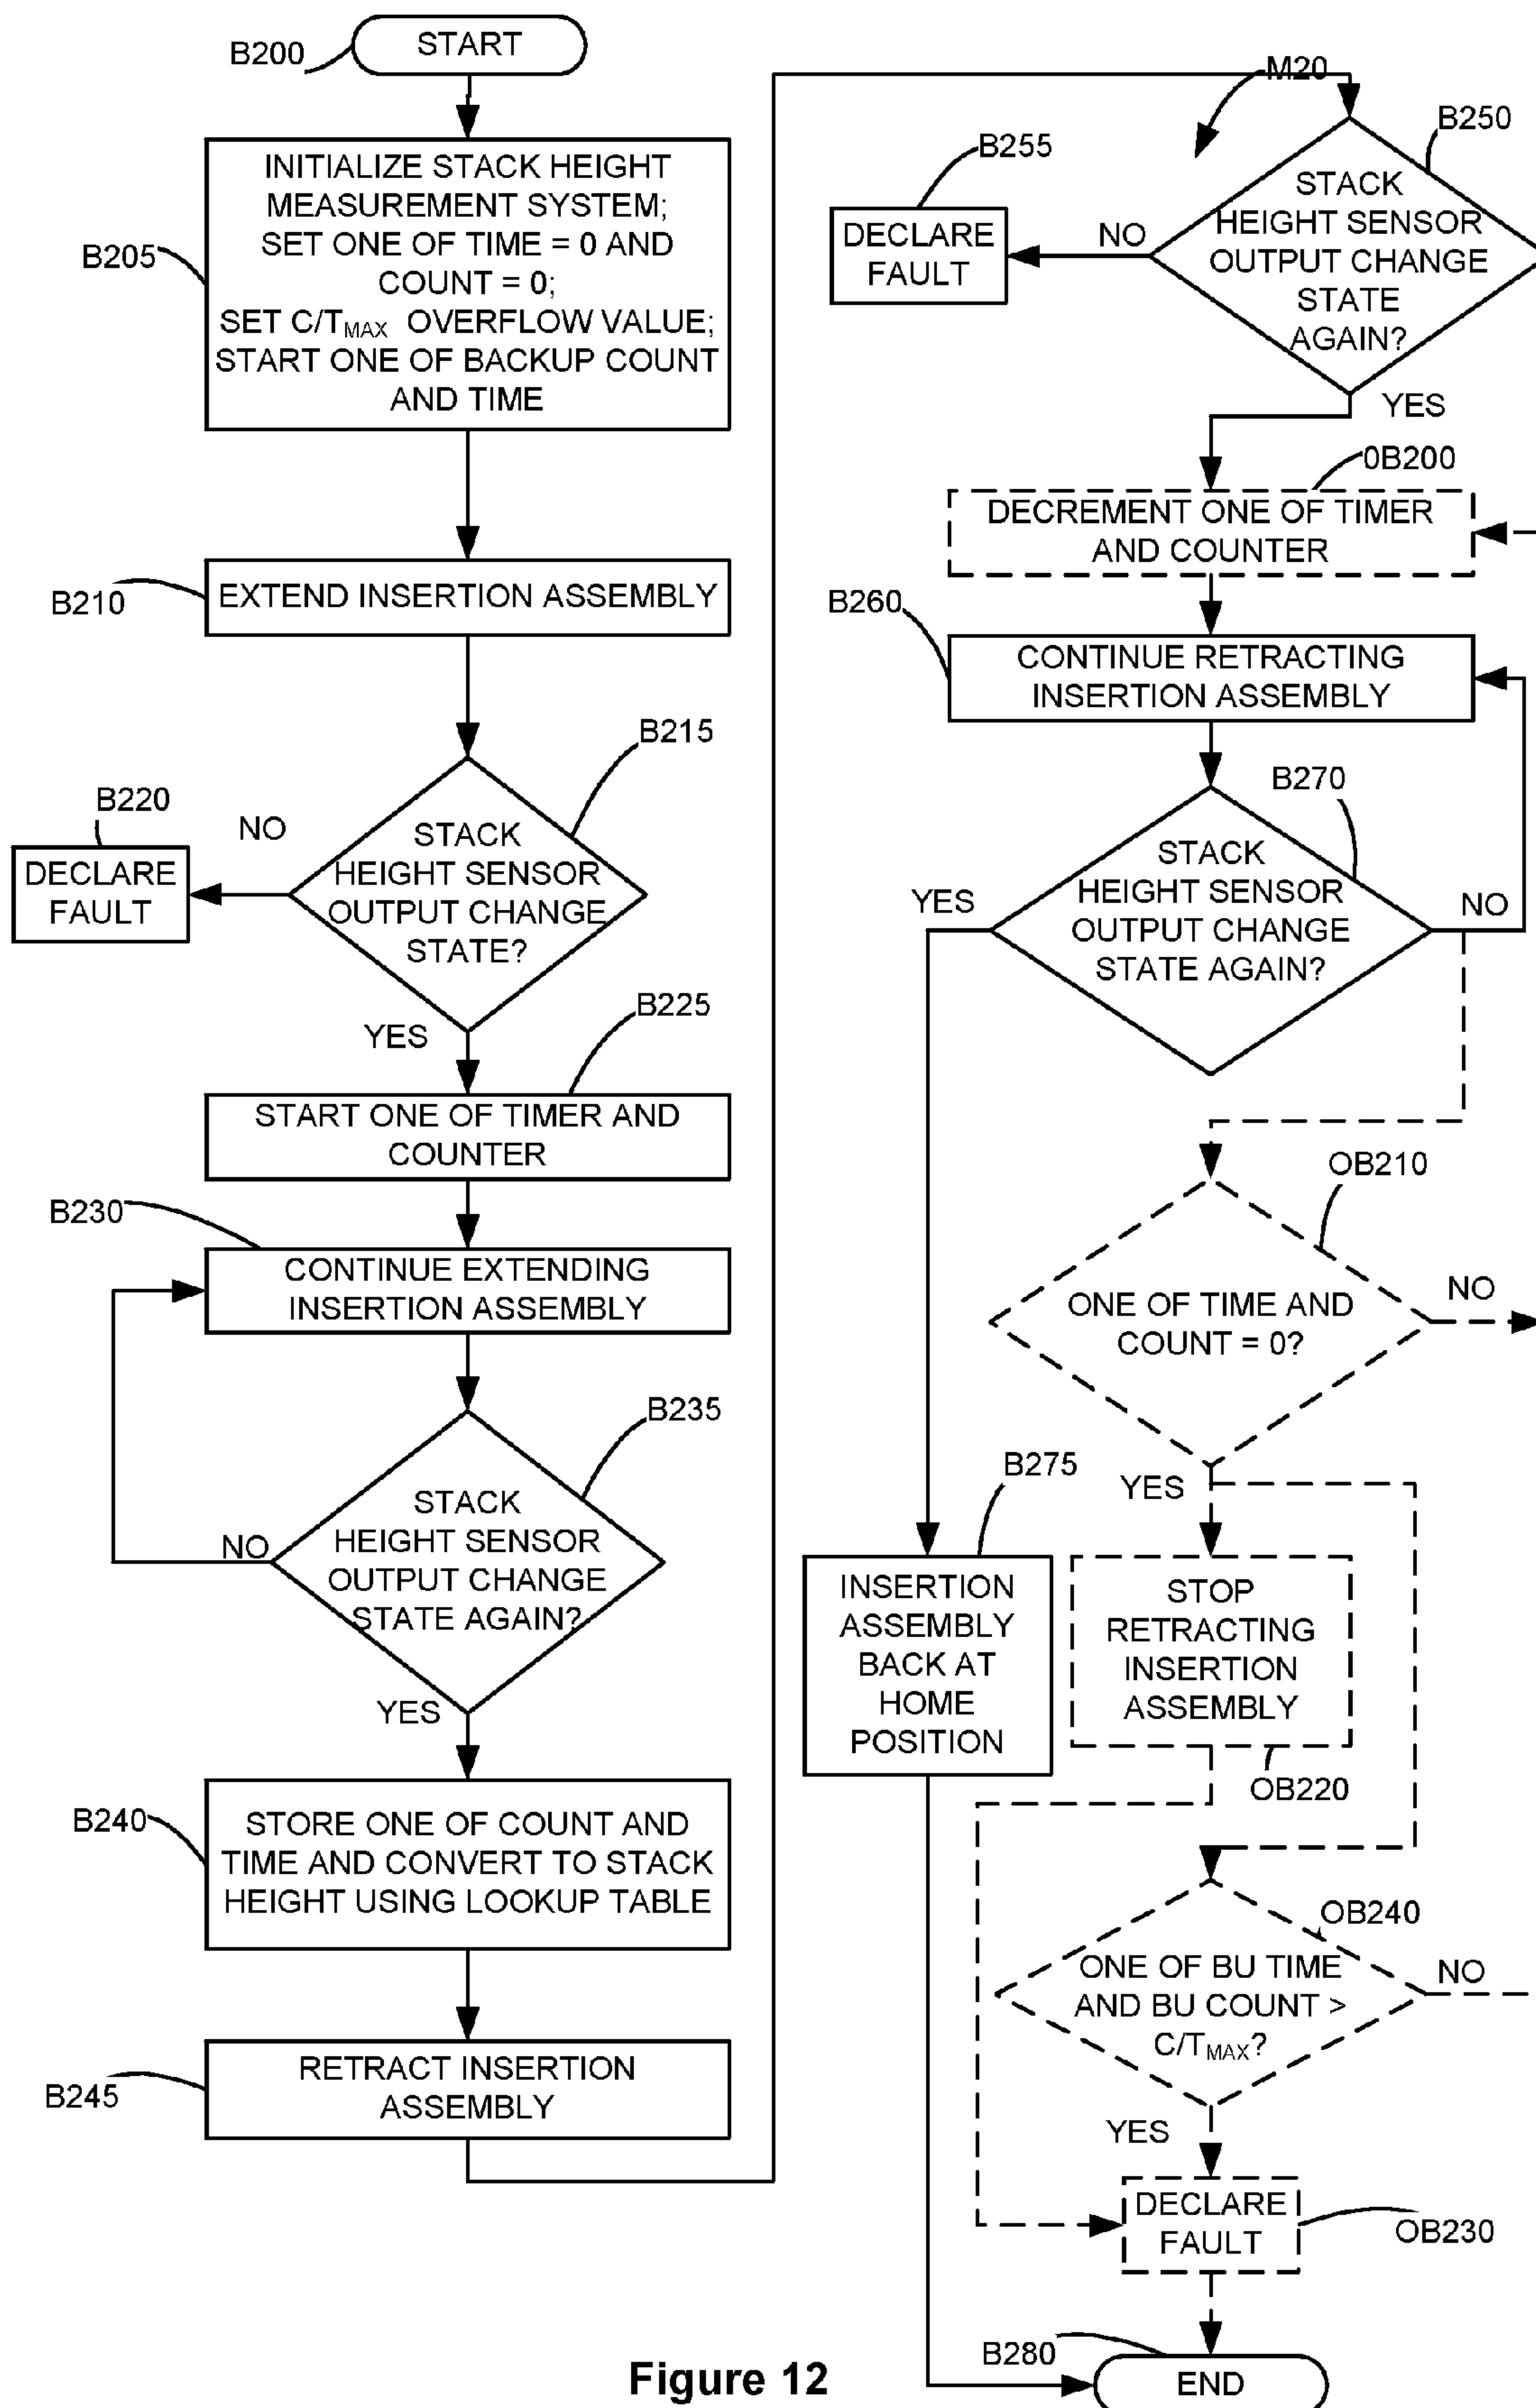 B200
START
B205
INITIALIZE STACK HEIGHT
MEASUREMENT SYSTEM;
SET ONE OF TIME = 0 AND
COUNT = 0;
SET C/TMAX OVERFLOW VALUE;
START ONE OF BACKUP COUNT
AND TIME
B210
EXTEND INSERTION ASSEMBLY
B215
B220
NO
DECLARE
FAULT
STACK
HEIGHT SENSOR
OUTPUT CHANGE
STATE?
YES
B225
START ONE OF TIMER AND
COUNTER
B230
CONTINUE EXTENDING
INSERTION ASSEMBLY
B235
STACK
HEIGHT SENSOR
OUTPUT CHANGE
STATE AGAIN?
NO
YES
B240
STORE ONE OF COUNT AND
TIME AND CONVERT TO STACK
HEIGHT USING LOOKUP TABLE
B245
RETRACT INSERTION
ASSEMBLY
M20
B250
B255
STACK
HEIGHT SENSOR
OUTPUT CHANGE
STATE
AGAIN?
NO
DECLARE
FAULT
YES
0B200
DECREMENT ONE OF TIMER
AND COUNTER
B260
CONTINUE RETRACTING
INSERTION ASSEMBLY
B270
STACK
HEIGHT SENSOR
OUTPUT CHANGE
STATE AGAIN?
YES
NO
OB210
ONE OF TIME AND
COUNT = 0?
NO
YES
B275
INSERTION
ASSEMBLY
BACK AT
HOME
POSITION
STOP
RETRACTING
INSERTION
ASSEMBLY
OB220
OB240
ONE OF BU TIME
AND BU COUNT >
C/TMAX?
NO
YES
DECLARE
FAULT
OB230
B280
END
Figure 12